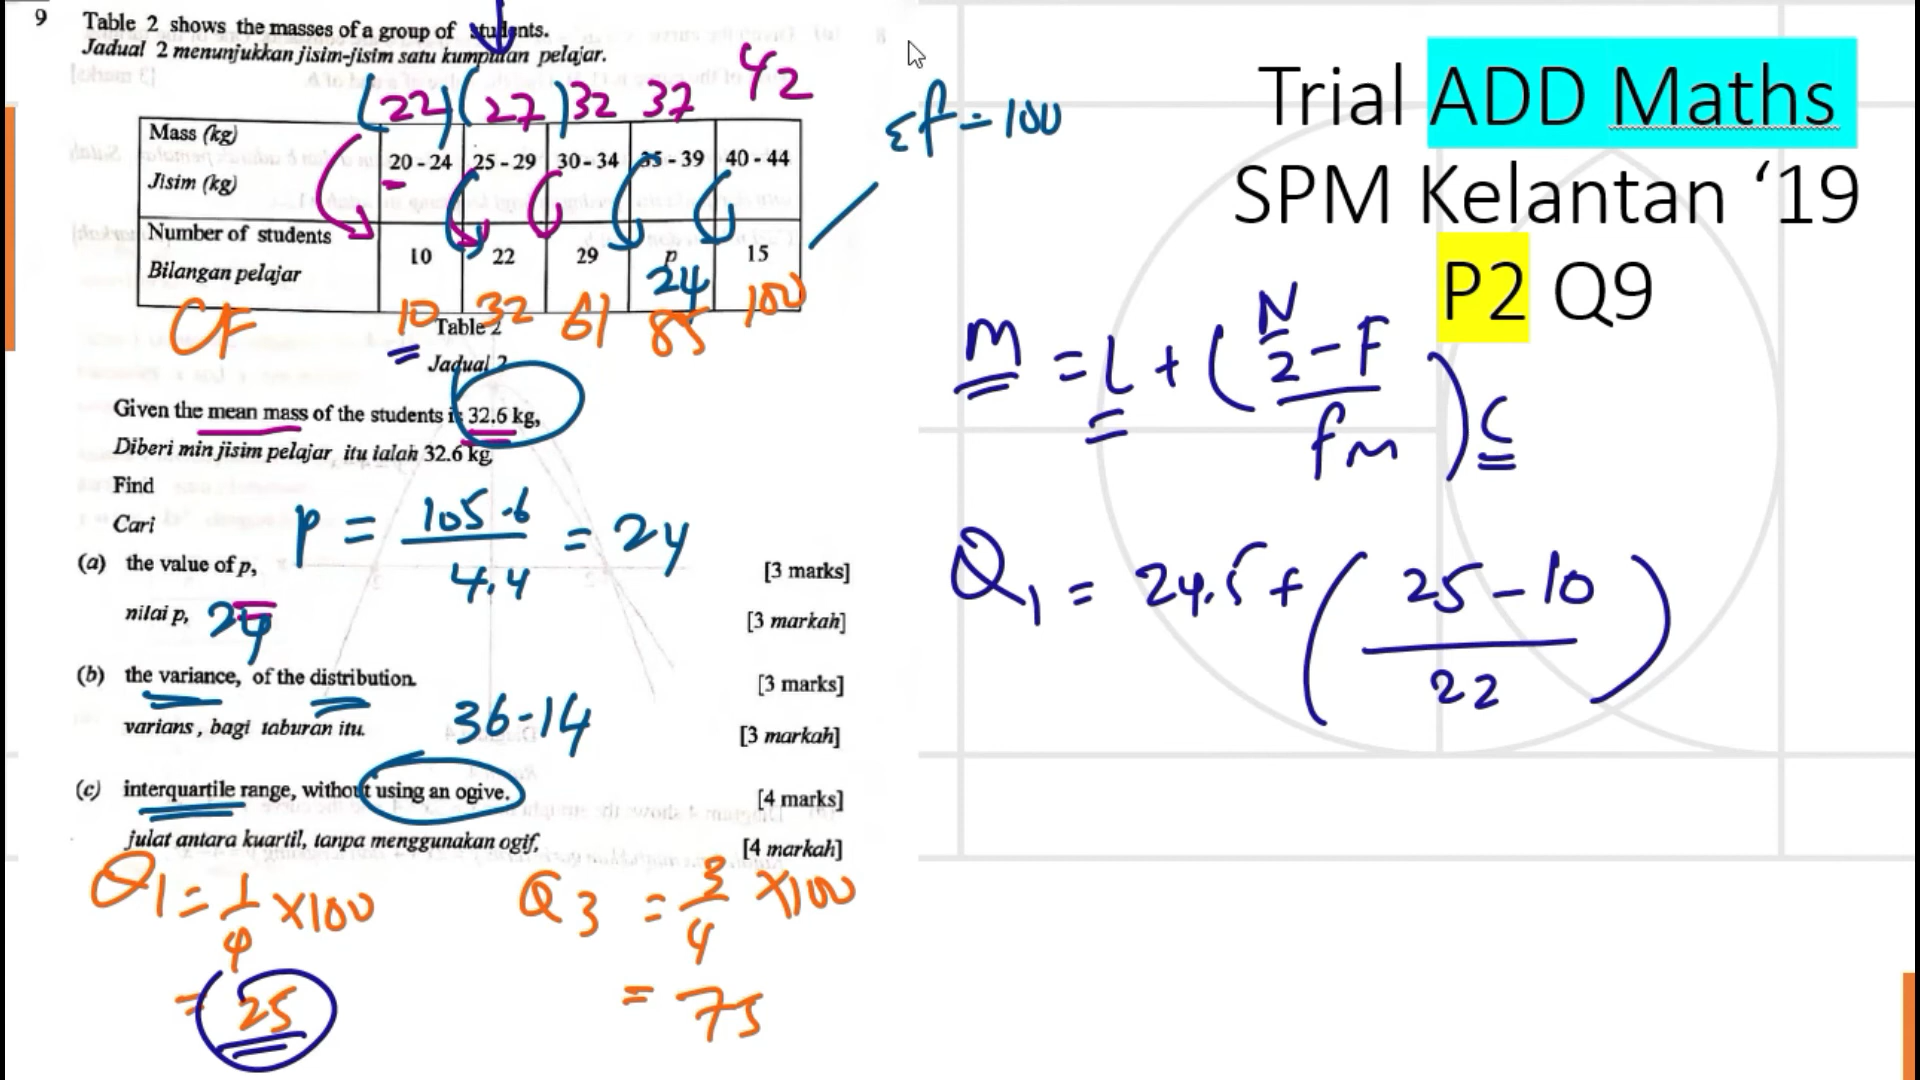 9 Table 2 shows the masses of a group of students.
Jadual 2 menunjukkan jisim-jisim satu kumpulan pelajar.
(22) (27) 32 37 42
Σf = 100
Mass (kg)
Jisim (kg)
20 - 24 25 - 29 30 - 34 35 - 39 40 - 44
Number of students
Bilangan pelajar
10 22 29 p 15
24
CF 10 32 61 85 100
Table 2
Jadual 2
Given the mean mass of the students is 32.6 kg,
Diberi min jisim pelajar itu ialah 32.6 kg
Find
Cari
p = 105.6 / 4.4 = 24
(a) the value of p, [3 marks]
nilai p, 24 [3 markah]
(b) the variance, of the distribution. [3 marks]
varians , bagi taburan itu. 36.14 [3 markah]
(c) interquartile range, without using an ogive. [4 marks]
julat antara kuartil, tanpa menggunakan ogif, [4 markah]
Q1 = 1/4 x100
= 25
Q3 = 3/4 x100
= 75
Trial ADD Maths
SPM Kelantan ‘19
P2 Q9
m = L + (N/2 - F / fm) c
Q1 = 24.5 + (25 - 10 / 22)